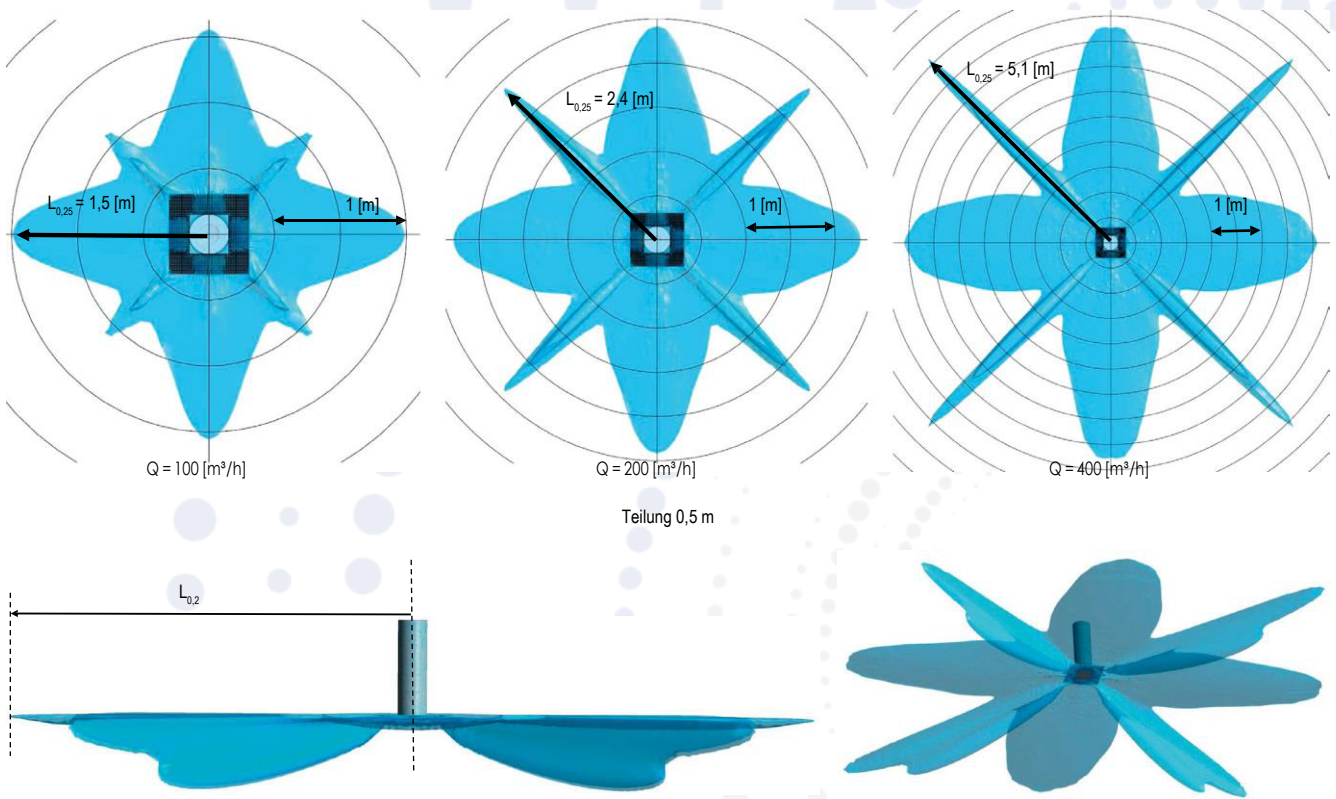 L0,25 = 1,5 [m]
1 [m]
Q = 100 [m³/h]
L0,25 = 2,4 [m]
1 [m]
Q = 200 [m³/h]
L0,25 = 5,1 [m]
1 [m]
Q = 400 [m³/h]
Teilung 0,5 m
L0,2